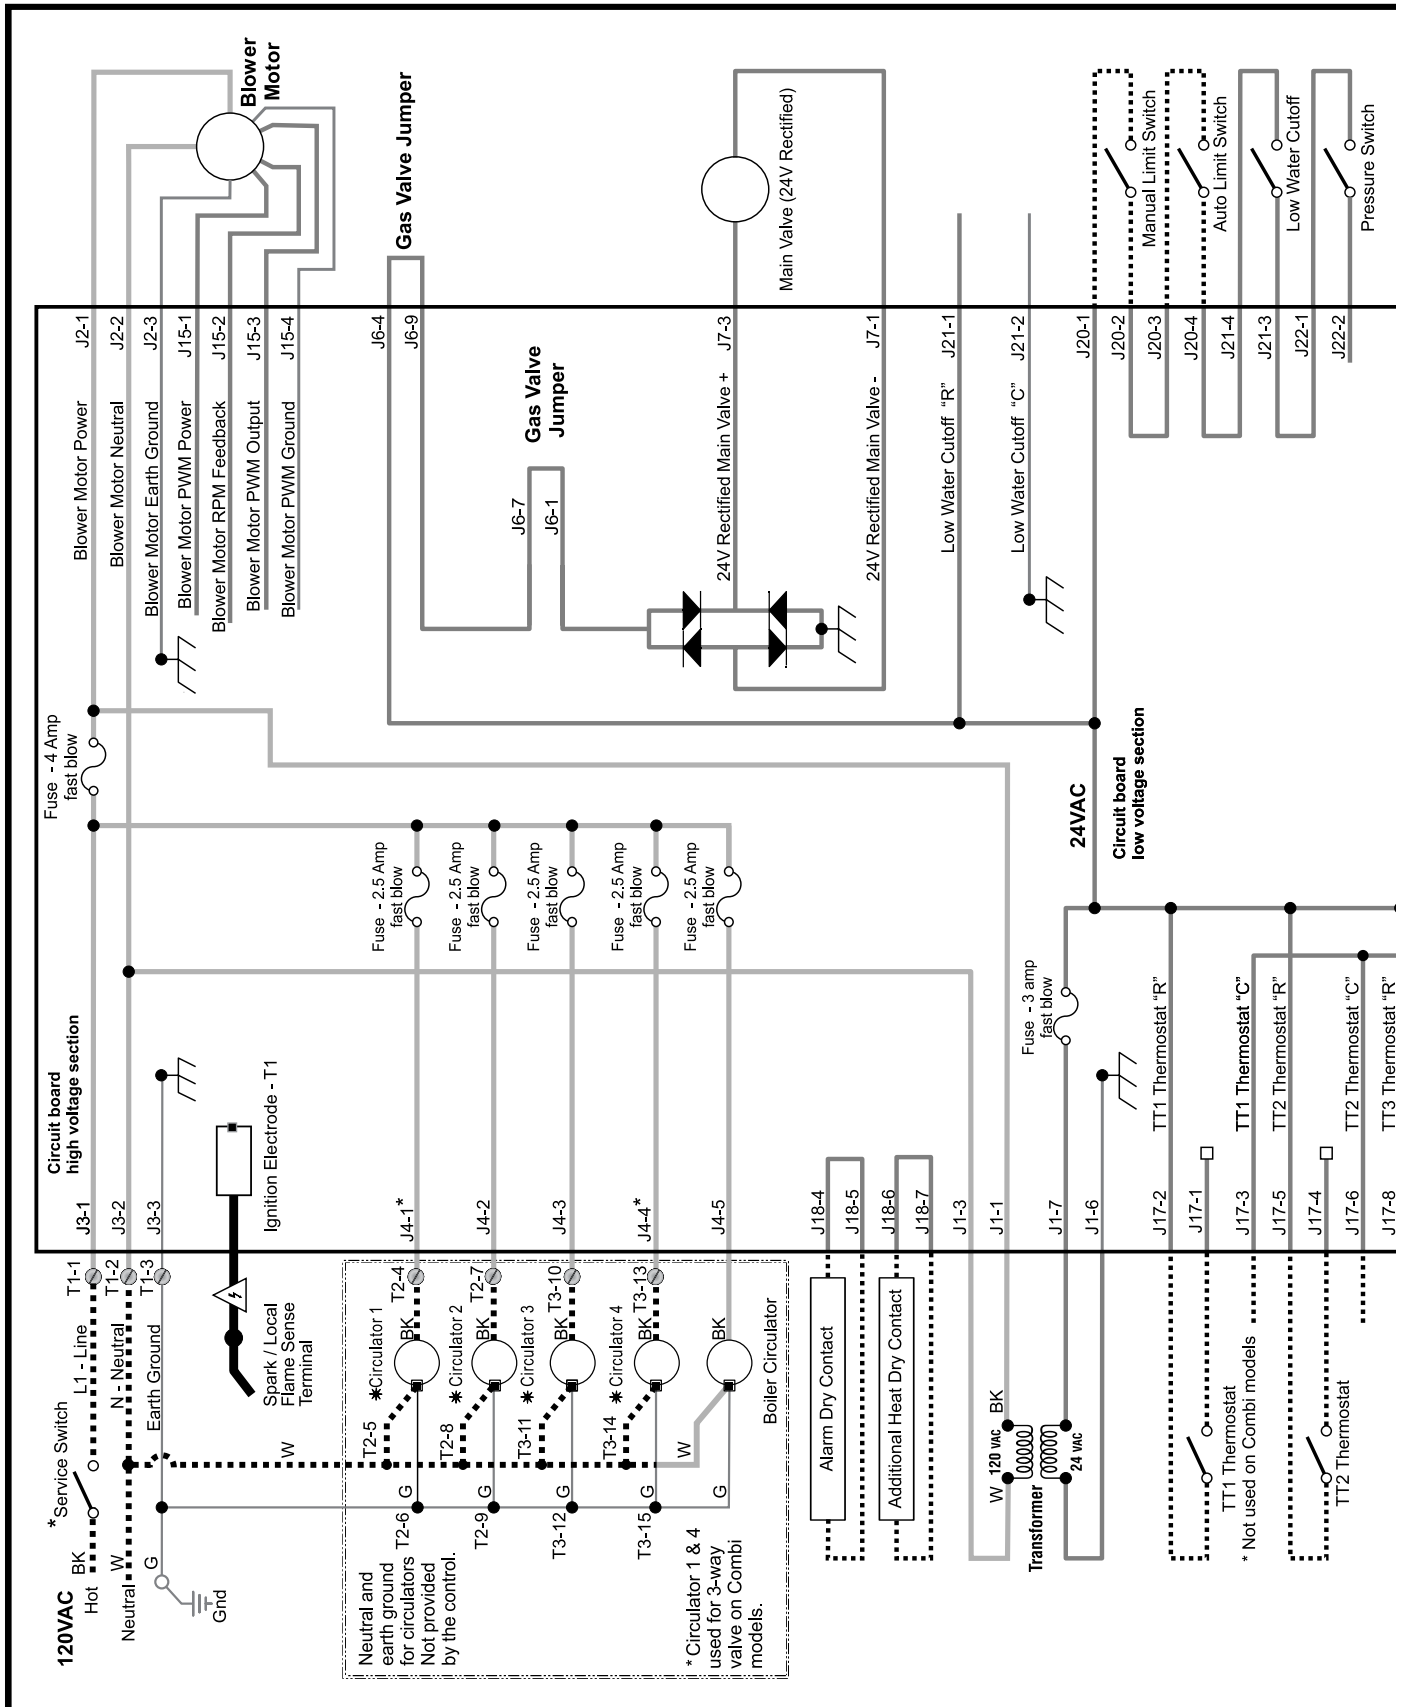 120VAC
Hot
BK
* Service Switch
L1 - Line
T1-1
J3-1
Circuit board
high voltage section
Fuse - 4 Amp
fast blow
Blower Motor Power
J2-1
Neutral
W
N - Neutral
T1-2
J3-2
Blower Motor Neutral
J2-2
G
Gnd
Earth Ground
T1-3
J3-3
Blower Motor Earth Ground
J2-3
Blower Motor PWM Power
J15-1
Blower Motor RPM Feedback
J15-2
Blower Motor PWM Output
J15-3
Blower Motor PWM Ground
J15-4
Blower
Motor
Spark / Local
Flame Sense
Terminal
Ignition Electrode - T1
W
Neutral and
earth ground
for circulators
Not provided
by the control.
* Circulator 1 & 4
used for 3-way
valve on Combi
models.
T2-6
G
T2-5
✱Circulator 1
BK
T2-4
J4-1*
Fuse - 2.5 Amp
fast blow
T2-9
G
T2-8
✱ Circulator 2
BK
T2-7
J4-2
Fuse - 2.5 Amp
fast blow
T3-12
G
T3-11
✱ Circulator 3
BK
T3-10
J4-3
Fuse - 2.5 Amp
fast blow
T3-15
G
T3-14
✱ Circulator 4
BK
T3-13
J4-4*
Fuse - 2.5 Amp
fast blow
G
W
BK
Boiler Circulator
J4-5
Fuse - 2.5 Amp
fast blow
J6-4
J6-9
Gas Valve Jumper
J6-7
J6-1
Gas Valve
Jumper
24V Rectified Main Valve +
J7-3
Main Valve (24V Rectified)
24V Rectified Main Valve -
J7-1
Alarm Dry Contact
J18-4
J18-5
Additional Heat Dry Contact
J18-6
J18-7
Low Water Cutoff “R”
J21-1
Low Water Cutoff “C”
J21-2
J1-3
J1-1
J1-7
J1-6
W
120 VAC
BK
Transformer
24 VAC
Fuse - 3 amp
fast blow
24VAC
Circuit board
low voltage section
J20-1
J20-2
Manual Limit Switch
J20-3
J20-4
Auto Limit Switch
J21-4
J21-3
Low Water Cutoff
J22-1
J22-2
Pressure Switch
J17-2
TT1 Thermostat “R”
J17-1
TT1 Thermostat
* Not used on Combi models
J17-3
TT1 Thermostat “C”
J17-5
TT2 Thermostat “R”
J17-4
TT2 Thermostat
J17-6
TT2 Thermostat “C”
J17-8
TT3 Thermostat “R”